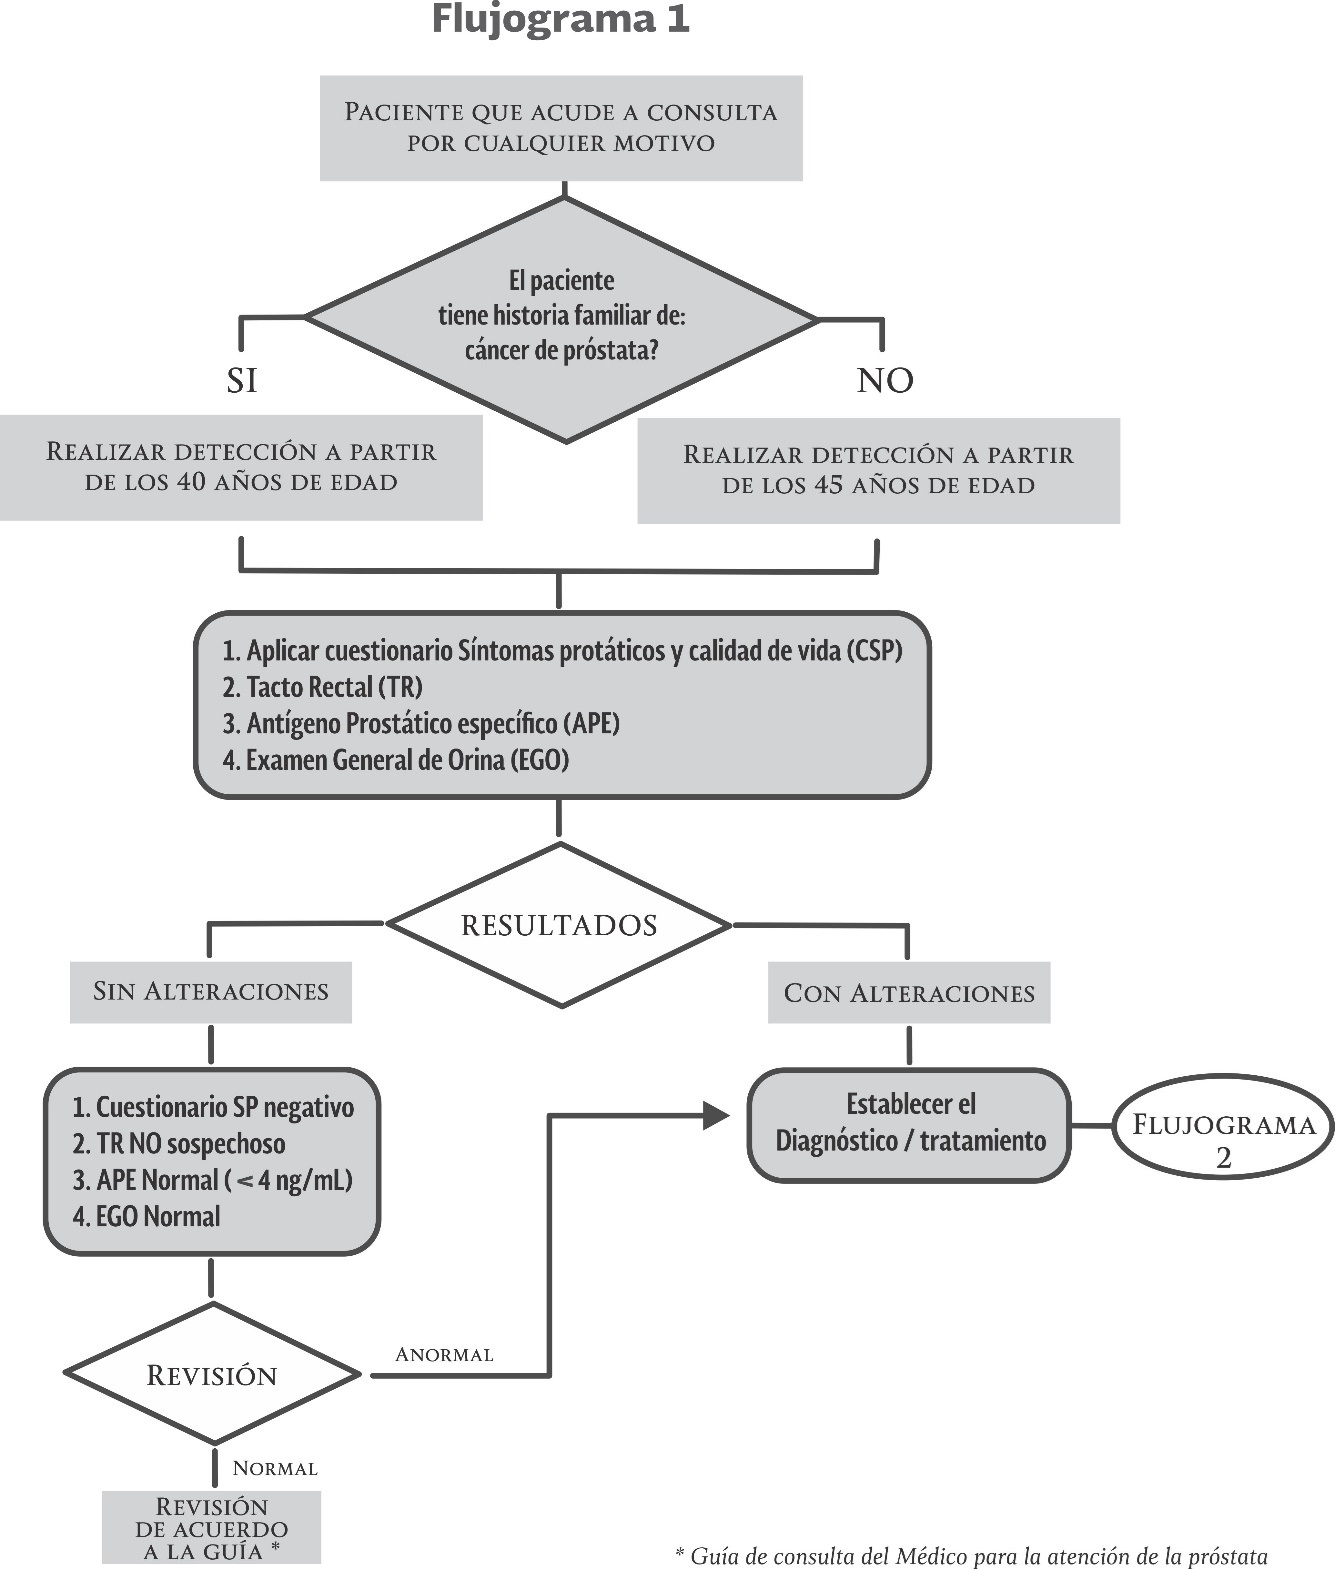 Flujograma 1
Paciente que acude a consulta
por cualquier motivo
El paciente
tiene historia familiar de:
cáncer de próstata?
SI
NO
Realizar detección a partir
de los 40 años de edad
Realizar detección a partir
de los 45 años de edad
1. Aplicar cuestionario Síntomas protáticos y calidad de vida (CSP)
2. Tacto Rectal (TR)
3. Antígeno Prostático específico (APE)
4. Examen General de Orina (EGO)
RESULTADOS
Sin Alteraciones
Con Alteraciones
1. Cuestionario SP negativo
2. TR NO sospechoso
3. APE Normal ( < 4 ng/mL)
4. EGO Normal
Establecer el
Diagnóstico / tratamiento
Flujograma
2
Revisión
Anormal
Normal
Revisión
de acuerdo
a la guía *
* Guía de consulta del Médico para la atención de la próstata